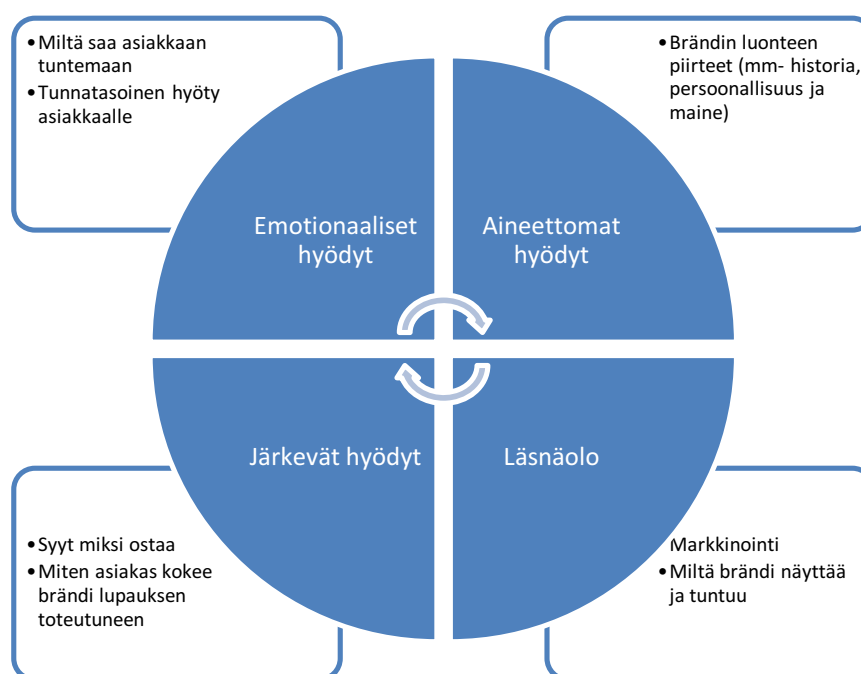 •Miltä saa asiakkaan
tuntemaan
•Tunnatasoinen hyöty
asiakkaalle
•Brändin luonteen
piirteet (mm- historia,
persoonallisuus ja
maine)
Emotionaaliset
hyödyt
Aineettomat
hyödyt
Järkevät hyödyt
Läsnäolo
•Syyt miksi ostaa
•Miten asiakas kokee
brändi lupauksen
toteutuneen
Markkinointi
•Miltä brändi näyttää
ja tuntuu